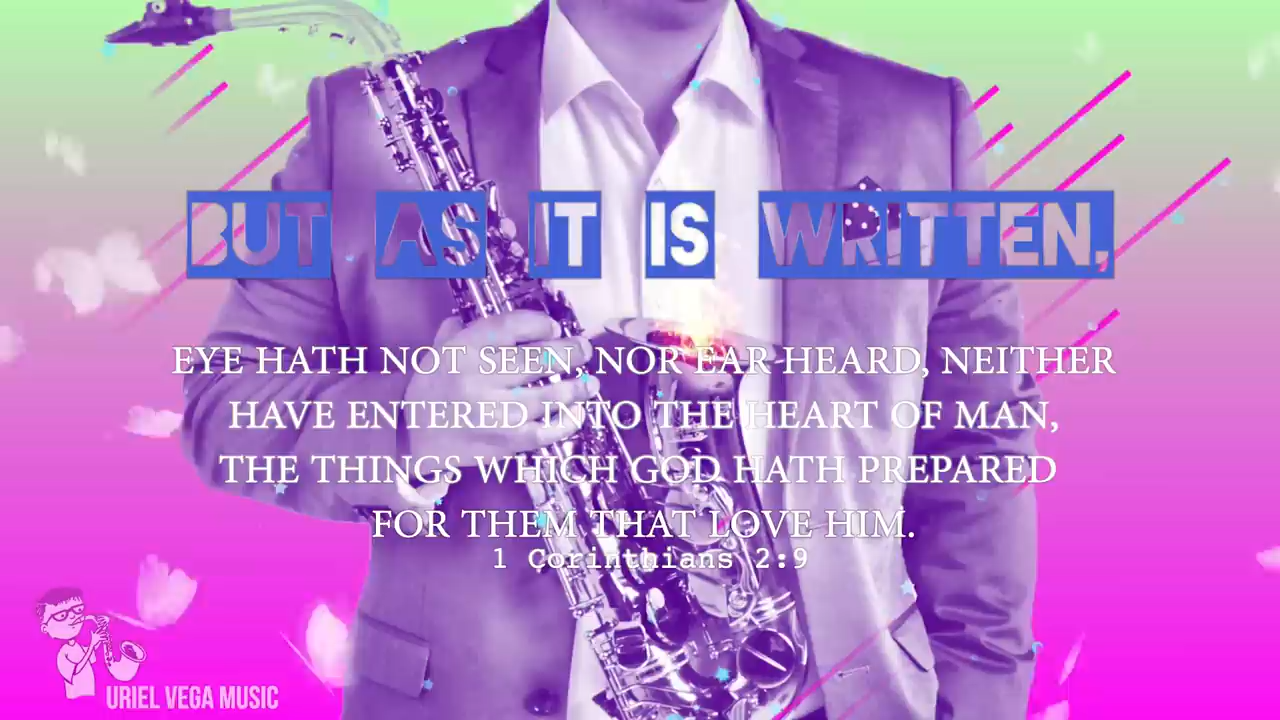 BUT AS IT IS WRITTEN,
EYE HATH NOT SEEN, NOR EAR HEARD, NEITHER
HAVE ENTERED INTO THE HEART OF MAN,
THE THINGS WHICH GOD HATH PREPARED
FOR THEM THAT LOVE HIM.
1 Corinthians 2:9
URIEL VEGA MUSIC